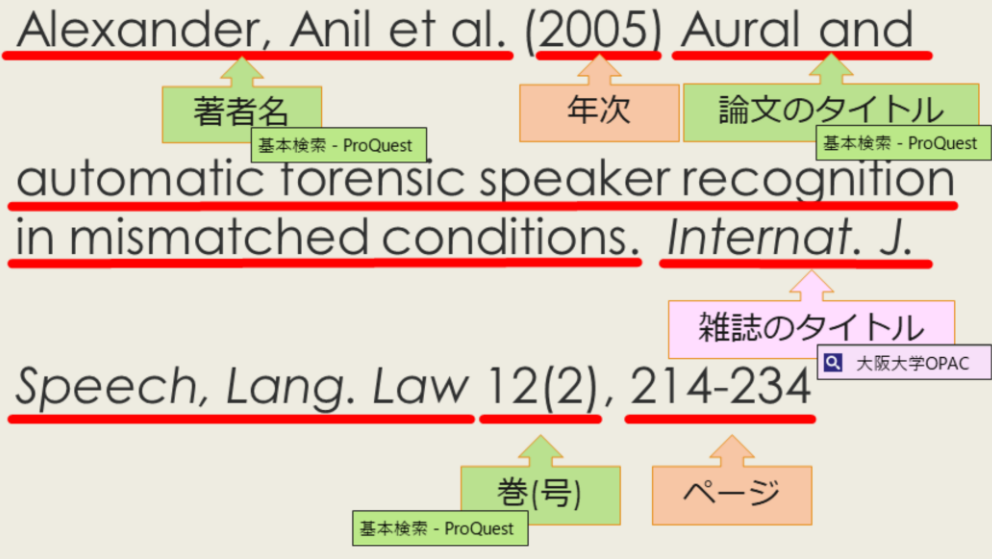 Alexander, Anil et al. (2005) Aural and
著者名
年次
論文のタイトル
基本検索 - ProQuest
基本検索 - ProQuest
automatic forensic speaker recognition
in mismatched conditions. Internat. J.
雑誌のタイトル
大阪大学OPAC
Speech, Lang. Law 12(2), 214-234
巻(号)
ページ
基本検索 - ProQuest